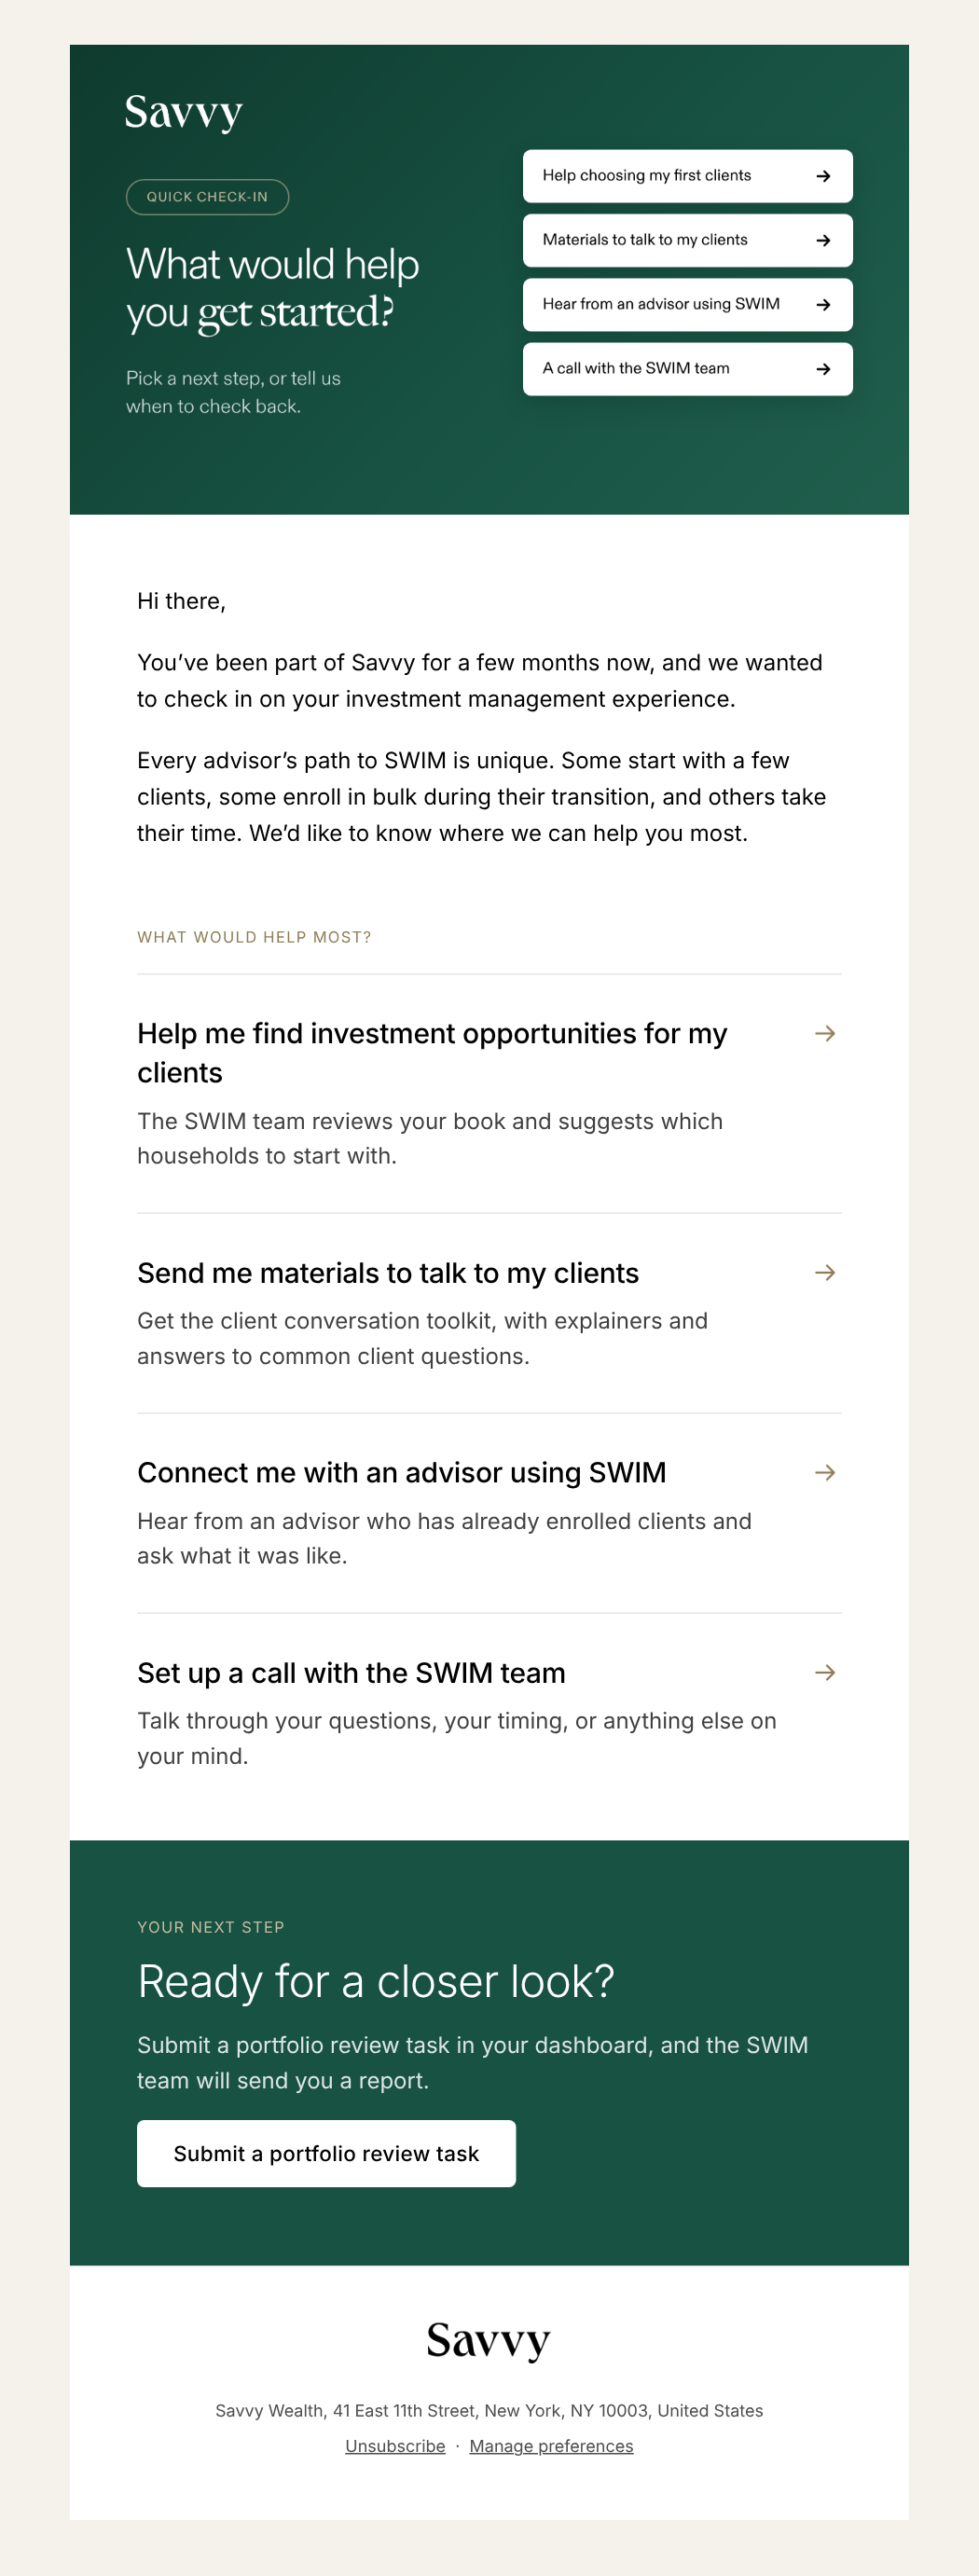 Savvy
QUICK CHECK-IN
What would help
you get started?
Pick a next step, or tell us
when to check back.
Help choosing my first clients →
Materials to talk to my clients →
Hear from an advisor using SWIM →
A call with the SWIM team →
Hi there,
You’ve been part of Savvy for a few months now, and we wanted
to check in on your investment management experience.
Every advisor’s path to SWIM is unique. Some start with a few
clients, some enroll in bulk during their transition, and others take
their time. We’d like to know where we can help you most.
WHAT WOULD HELP MOST?
Help me find investment opportunities for my →
clients
The SWIM team reviews your book and suggests which
households to start with.
Send me materials to talk to my clients →
Get the client conversation toolkit, with explainers and
answers to common client questions.
Connect me with an advisor using SWIM →
Hear from an advisor who has already enrolled clients and
ask what it was like.
Set up a call with the SWIM team →
Talk through your questions, your timing, or anything else on
your mind.
YOUR NEXT STEP
Ready for a closer look?
Submit a portfolio review task in your dashboard, and the SWIM
team will send you a report.
Submit a portfolio review task
Savvy
Savvy Wealth, 41 East 11th Street, New York, NY 10003, United States
Unsubscribe · Manage preferences